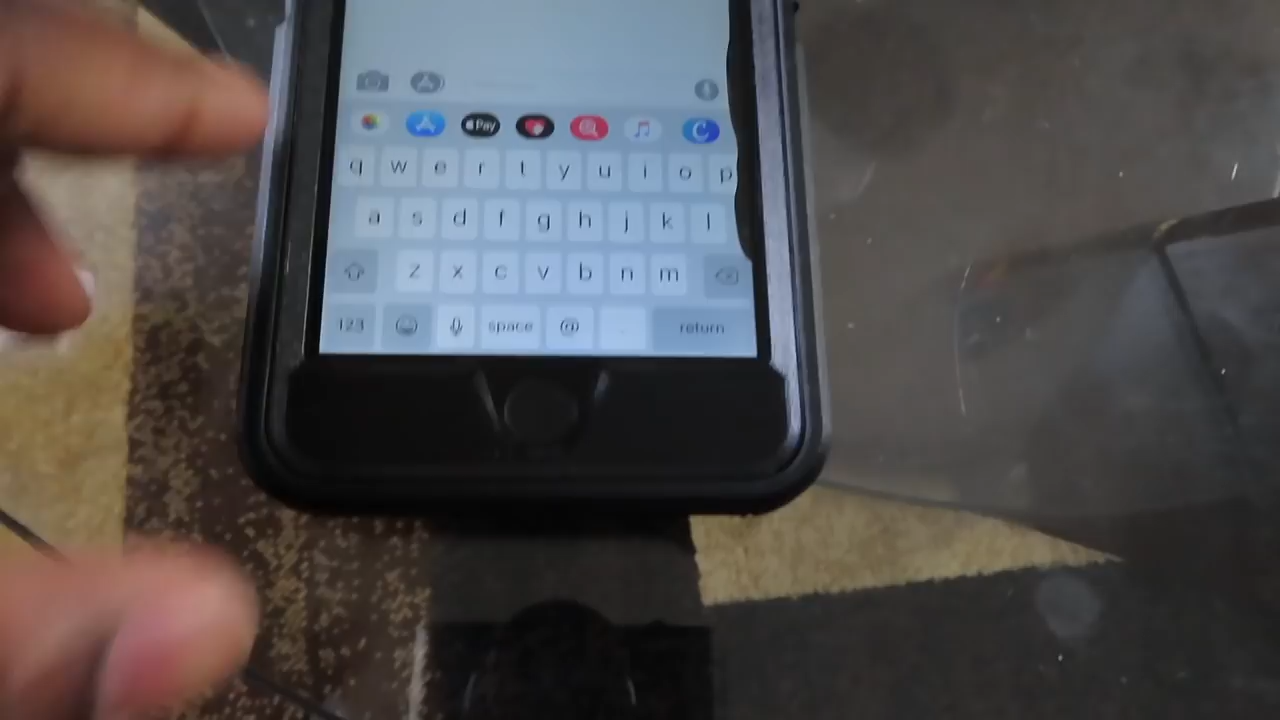 Pay C
q w e r t y u i o p
a s d f g h j k l
z x c v b n m
123 space @ . return